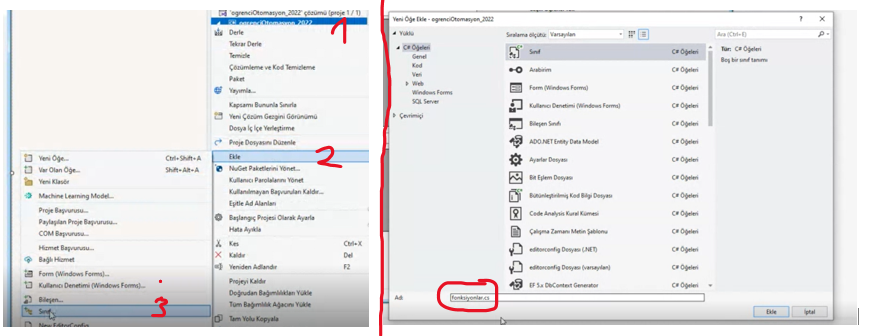 'ogrenciOtomasyon_2022' çözümü (proje 1 / 1)
ogrenciOtomasyon_2022
1
Derle
Tekrar Derle
Temizle
Çözümleme ve Kod Temizleme
Paket
Yayımla...
Kapsamı Bununla Sınırla
Yeni Çözüm Gezgini Görünümü
Dosya İç İçe Yerleştirme
Proje Dosyasını Düzenle
Ekle
2
NuGet Paketlerini Yönet...
Kullanıcı Parolalarını Yönet
Kullanılmayan Başvuruları Kaldır...
Eşitle Ad Alanları
Başlangıç Projesi Olarak Ayarla
Hata Ayıkla
Kes Ctrl+X
Kaldır Del
Yeniden Adlandır F2
Projeyi Kaldır
Doğrudan Bağımlılıkları Yükle
Tüm Bağımlılık Ağacını Yükle
Tam Yolu Kopyala
Yeni Öğe... Ctrl+Shift+A
Var Olan Öğe... Shift+Alt+A
Yeni Klasör
Machine Learning Model...
Proje Başvurusu...
Paylaşılan Proje Başvurusu...
COM Başvurusu...
Hizmet Başvurusu...
Bağlı Hizmet
Form (Windows Forms)...
Kullanıcı Denetimi (Windows Forms)...
Bileşen...
3
Sınıf...
New EditorConfig
Yeni Öğe Ekle - ogrenciOtomasyon_2022
Yüklü
C# Öğeleri
Genel
Kod
Veri
Web
Windows Forms
SQL Server
Çevrimiçi
Sıralama ölçütü: Varsayılan
Ara (Ctrl+E)
Sınıf C# Öğeleri
Arabirim C# Öğeleri
Form (Windows Forms) C# Öğeleri
Kullanıcı Denetimi (Windows Forms) C# Öğeleri
Bileşen Sınıfı C# Öğeleri
ADO.NET Entity Data Model C# Öğeleri
Ayarlar Dosyası C# Öğeleri
Bit Eşlem Dosyası C# Öğeleri
Bütünleştirilmiş Kod Bilgi Dosyası C# Öğeleri
Code Analysis Kural Kümesi C# Öğeleri
Çalışma Zamanı Metin Şablonu C# Öğeleri
editorconfig Dosyası (.NET) C# Öğeleri
editorconfig Dosyası (varsayılan) C# Öğeleri
EF 5.x DbContext Generator C# Öğeleri
Tür: C# Öğeleri
Boş bir sınıf tanımı
Adı: fonksiyonlar.cs
Ekle İptal